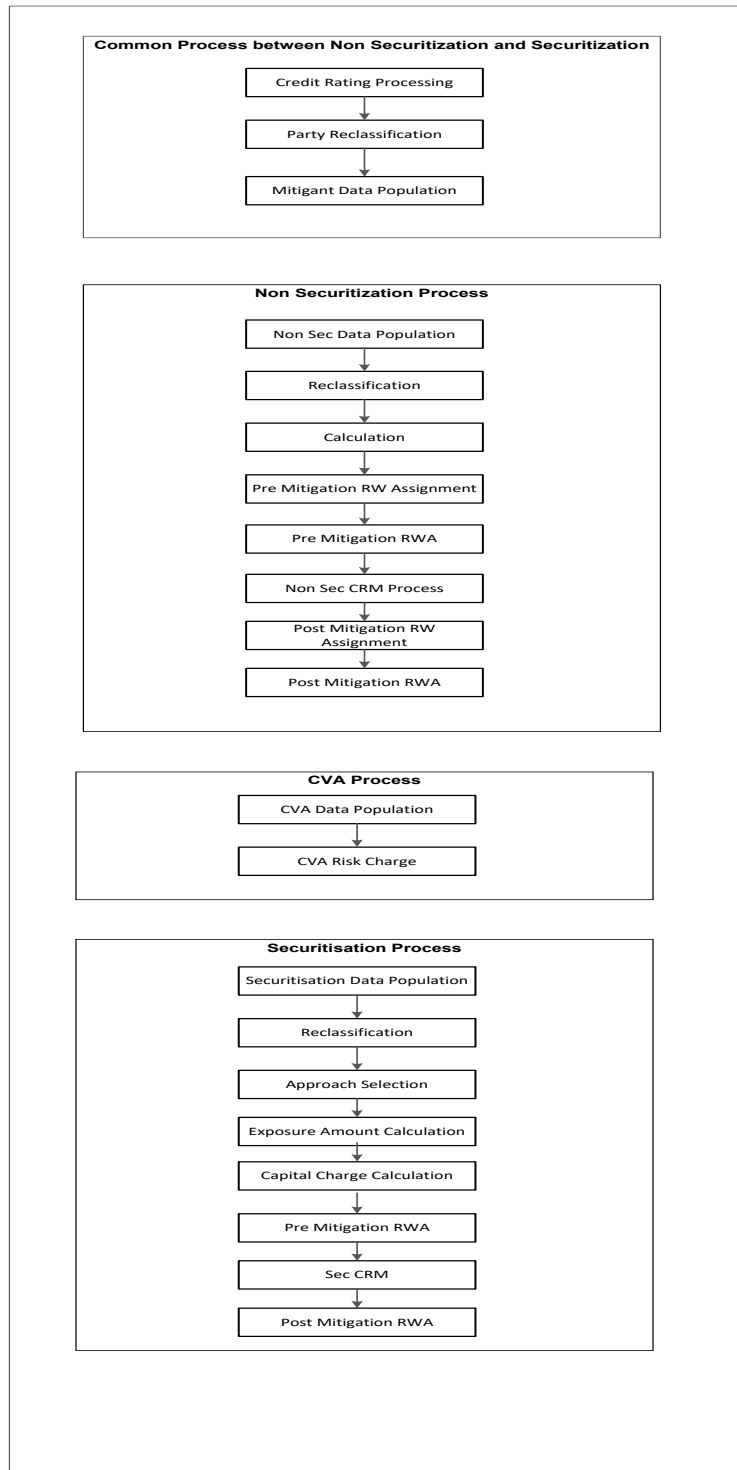 Common Process between Non Securitization and Securitization
Credit Rating Processing
Party Reclassification
Mitigant Data Population
Non Securitization Process
Non Sec Data Population
Reclassification
Calculation
Pre Mitigation RW Assignment
Pre Mitigation RWA
Non Sec CRM Process
Post Mitigation RW
Assignment
Post Mitigation RWA
CVA Process
CVA Data Population
CVA Risk Charge
Securitisation Process
Securitisation Data Population
Reclassification
Approach Selection
Exposure Amount Calculation
Capital Charge Calculation
Pre Mitigation RWA
Sec CRM
Post Mitigation RWA